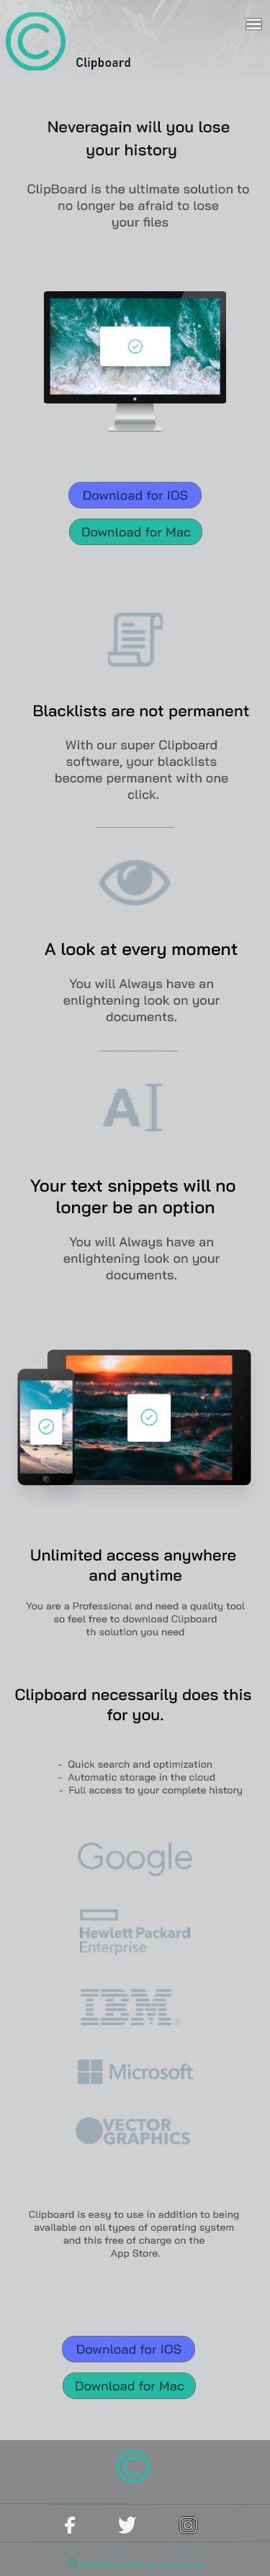 Clipboard
Neveragain will you lose
your history
ClipBoard is the ultimate solution to
no longer be afraid to lose
your files
Download for IOS
Download for Mac
Blacklists are not permanent
With our super Clipboard
software, your blacklists
become permanent with one
click.
A look at every moment
You will Always have an
enlightening look on your
documents.
A
Your text snippets will no
longer be an option
You will Always have an
enlightening look on your
documents.
Unlimited access anywhere
and anytime
You are a Professional and need a quality tool
so feel free to download Clipboard
th solution you need
Clipboard necessarily does this
for you.
- Quick search and optimization
- Automatic storage in the cloud
- Full access to your complete history
Google
Hewlett Packard
Enterprise
IBM
Microsoft
VECTOR
GRAPHICS
Clipboard is easy to use in addition to being
available on all types of operating system
and this free of charge on the
App Store.
Download for IOS
Download for Mac